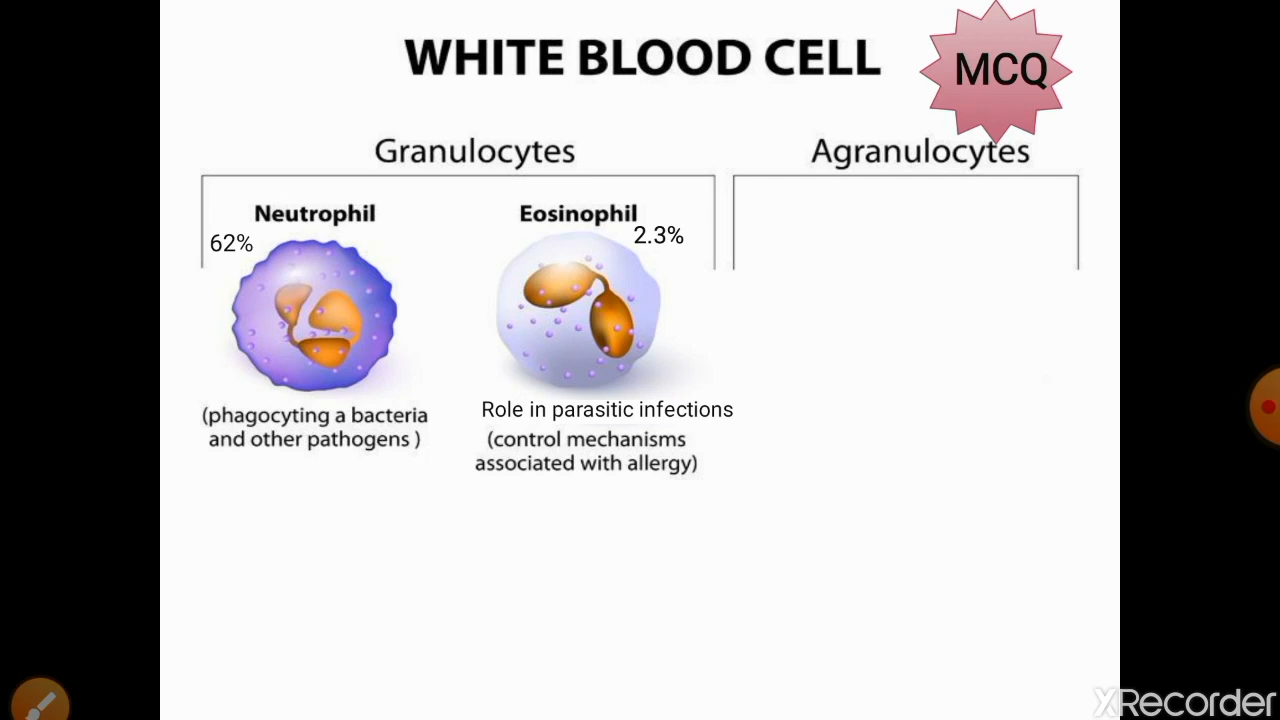 WHITE BLOOD CELL
MCQ
Granulocytes
Agranulocytes
Neutrophil
62%
Eosinophil
2.3%
(phagocyting a bacteria
and other pathogens )
Role in parasitic infections
(control mechanisms
associated with allergy)
XRecorder